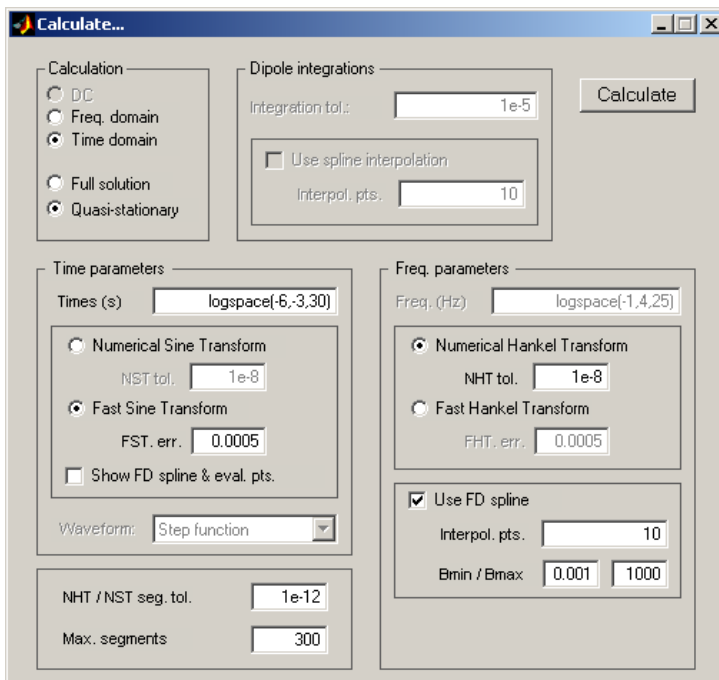 Calculate...
Calculation
DC
Freq. domain
Time domain
Full solution
Quasi-stationary
Dipole integrations
Integration tol.: 1e-5
Use spline interpolation
Interpol. pts. 10
Calculate
Time parameters
Times (s) logspace(-6,-3,30)
Numerical Sine Transform
NST tol. 1e-8
Fast Sine Transform
FST. err. 0.0005
Show FD spline & eval. pts.
Waveform: Step function
NHT / NST seg. tol. 1e-12
Max. segments 300
Freq. parameters
Freq. (Hz) logspace(-1,4,25)
Numerical Hankel Transform
NHT tol. 1e-8
Fast Hankel Transform
FHT. err. 0.0005
Use FD spline
Interpol. pts. 10
Bmin / Bmax 0.001 1000